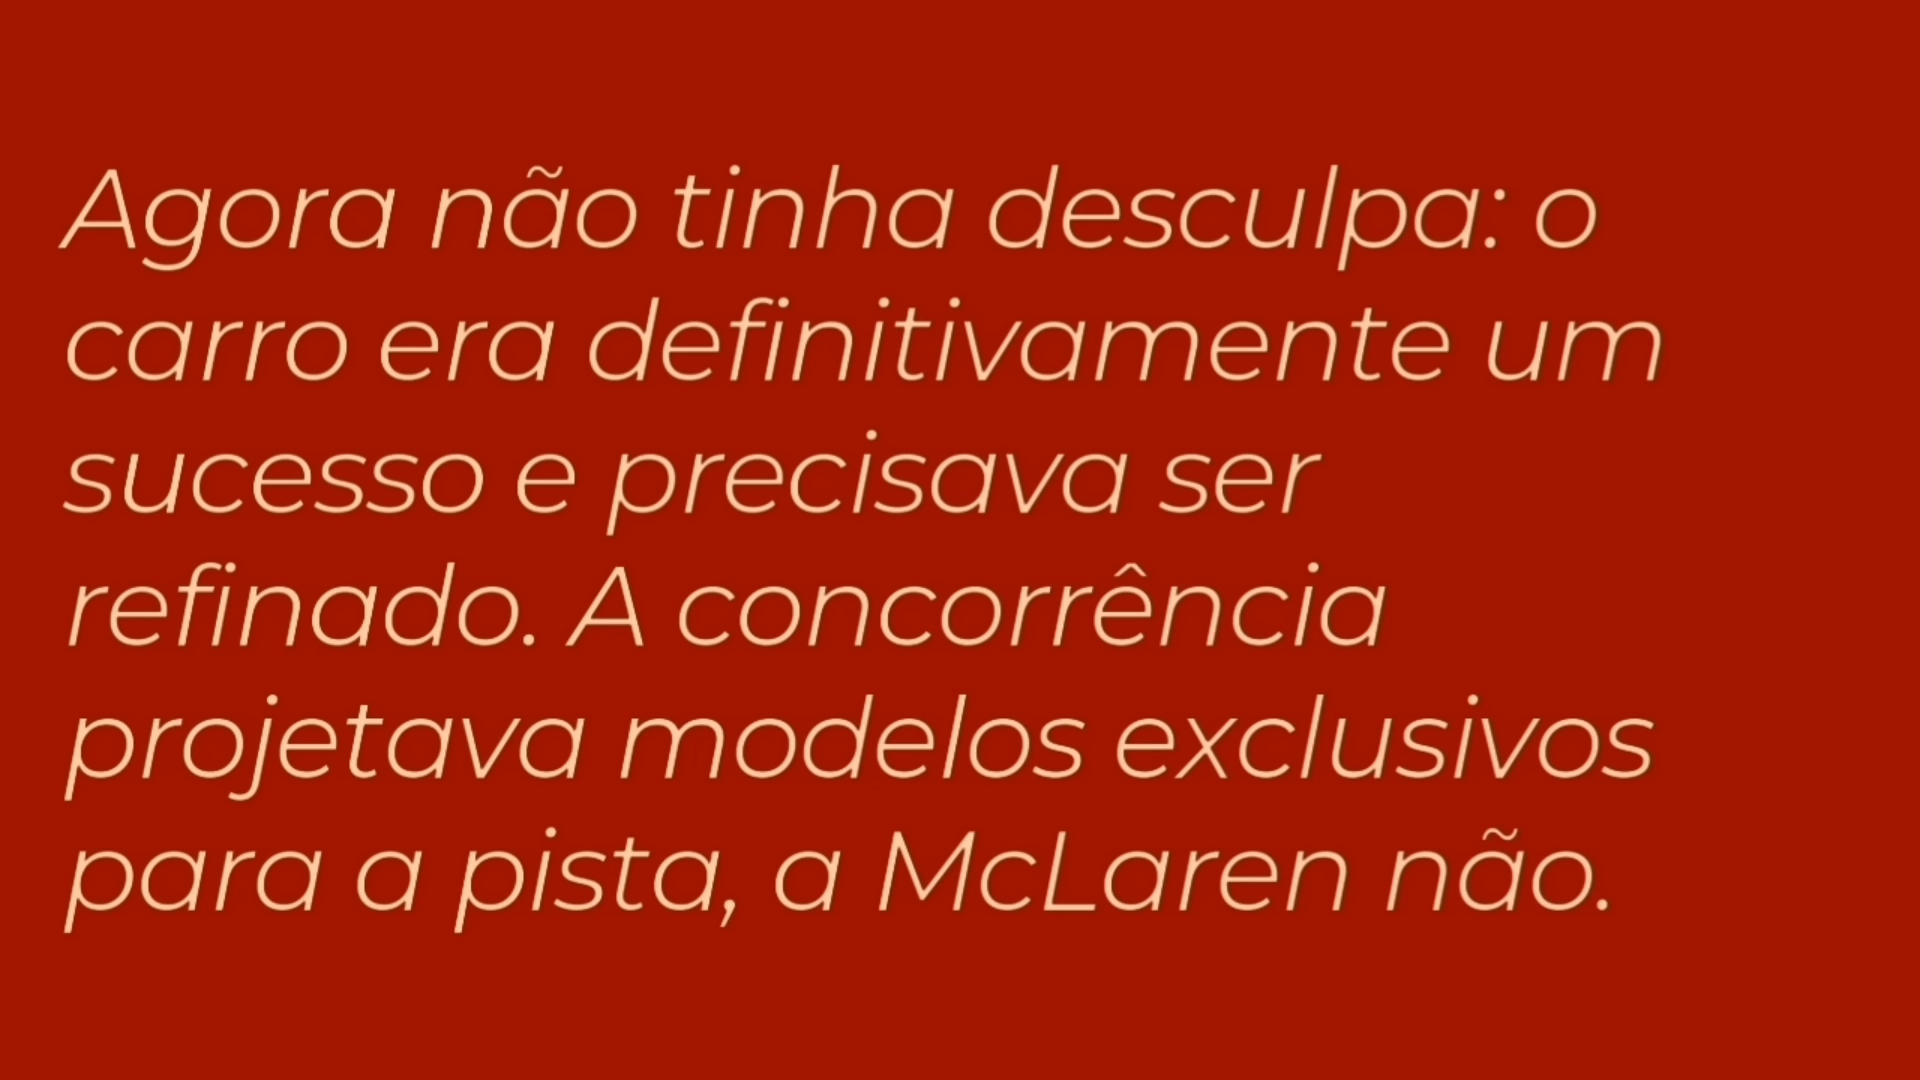 Agora não tinha desculpa: o
carro era definitivamente um
sucesso e precisava ser
refinado. A concorrência
projetava modelos exclusivos
para a pista, a McLaren não.